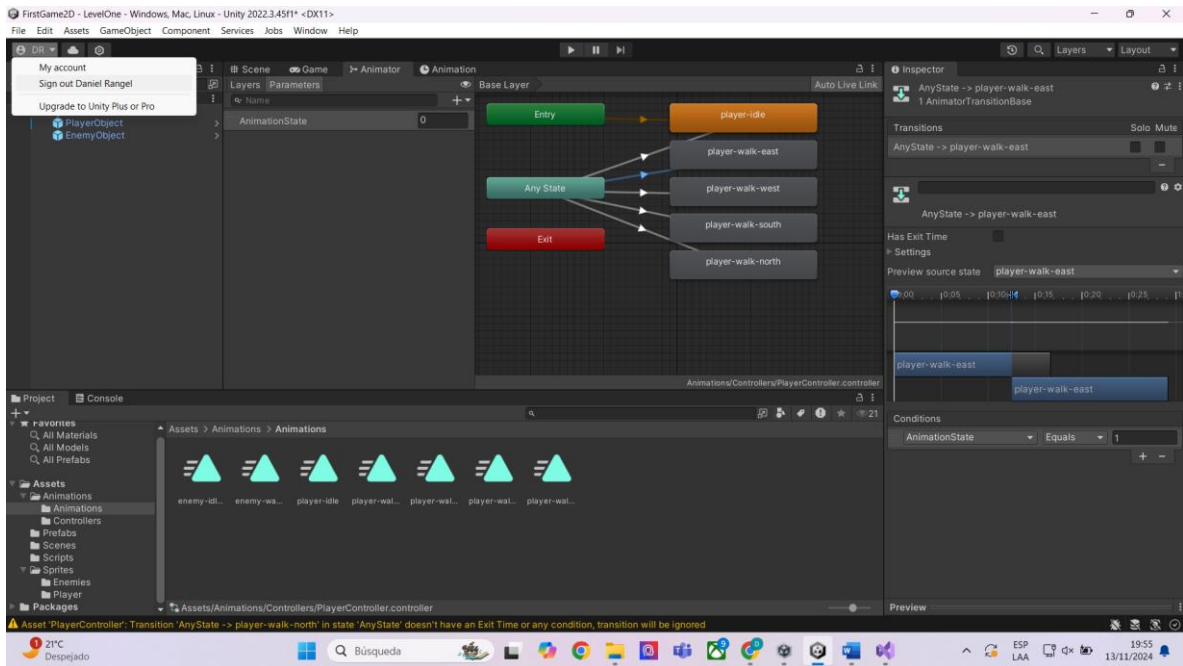 FirstGame2D - LevelOne - Windows, Mac, Linux - Unity 2022.3.45f1* <DX11>
File Edit Assets GameObject Component Services Jobs Window Help
DR
Layers Layout
My account
Sign out Daniel Rangel
Upgrade to Unity Plus or Pro
PlayerObject
EnemyObject
Scene Game Animator Animation
Layers Parameters
Base Layer
Auto Live Link
Name
AnimationState 0
Entry
player-idle
player-walk-east
Any State
player-walk-west
player-walk-south
Exit
player-walk-north
Animations/Controllers/PlayerController.controller
Inspector
AnyState -> player-walk-east
1 AnimatorTransitionBase
Transitions Solo Mute
AnyState -> player-walk-east
AnyState -> player-walk-east
Has Exit Time
Settings
Preview source state player-walk-east
0:05 0:15 0:20 0:25
player-walk-east
player-walk-east
Conditions
AnimationState Equals 1
Preview
Project Console
21
Favorites
All Materials
All Models
All Prefabs
Assets
Animations
Animations
Controllers
Prefabs
Scenes
Scripts
Sprites
Enemies
Player
Packages
Assets > Animations > Animations
enemy-idl... enemy-wa... player-idle player-wal... player-wal... player-wal... player-wal...
Assets/Animations/Controllers/PlayerController.controller
Asset 'PlayerController': Transition 'AnyState -> player-walk-north' in state 'AnyState' doesn't have an Exit Time or any condition, transition will be ignored
21°C
Despejado
Búsqueda
ESP
LAA
19:55
13/11/2024